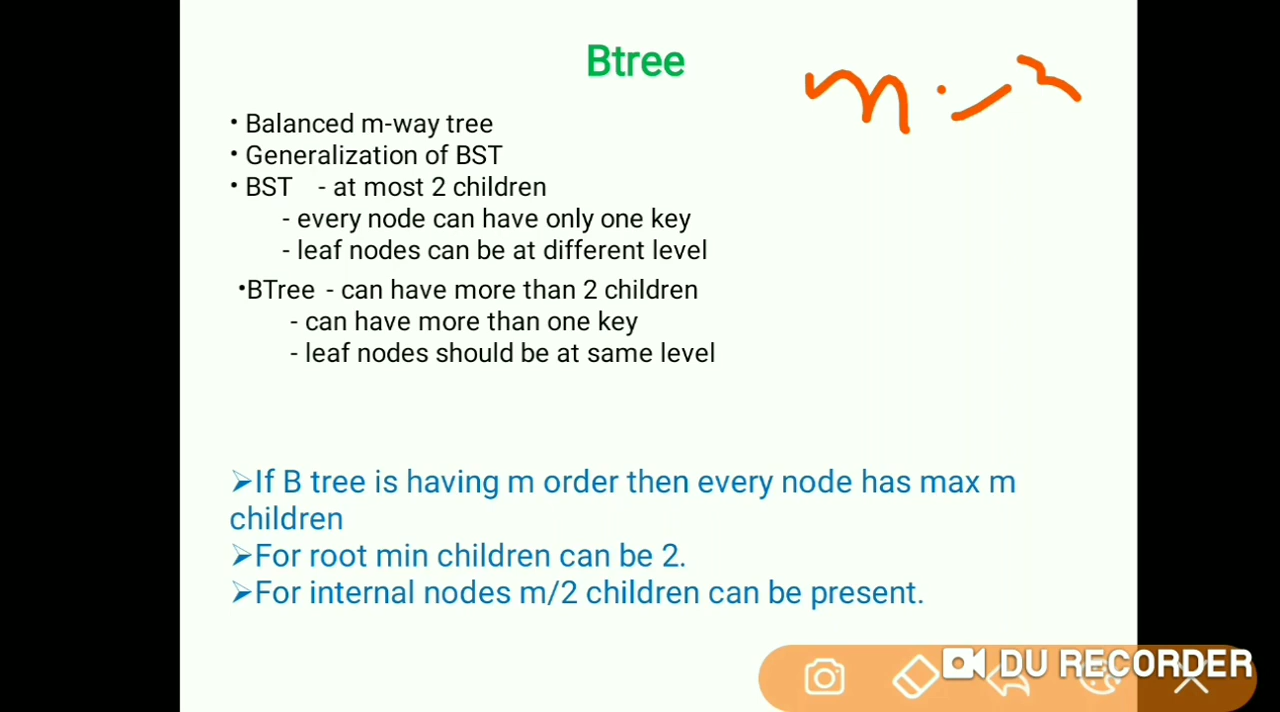 Btree
• Balanced m-way tree
• Generalization of BST
• BST - at most 2 children
- every node can have only one key
- leaf nodes can be at different level
•BTree - can have more than 2 children
- can have more than one key
- leaf nodes should be at same level
➢If B tree is having m order then every node has max m
children
➢For root min children can be 2.
➢For internal nodes m/2 children can be present.
DU RECORDER